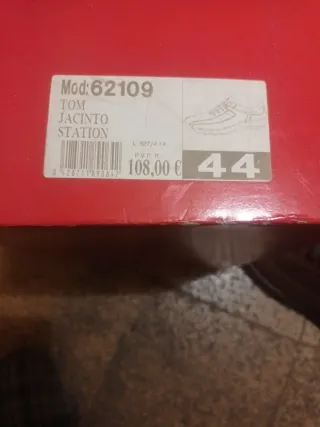 Mod:62109
TOM
JACINTO
STATION
108,00 €
44